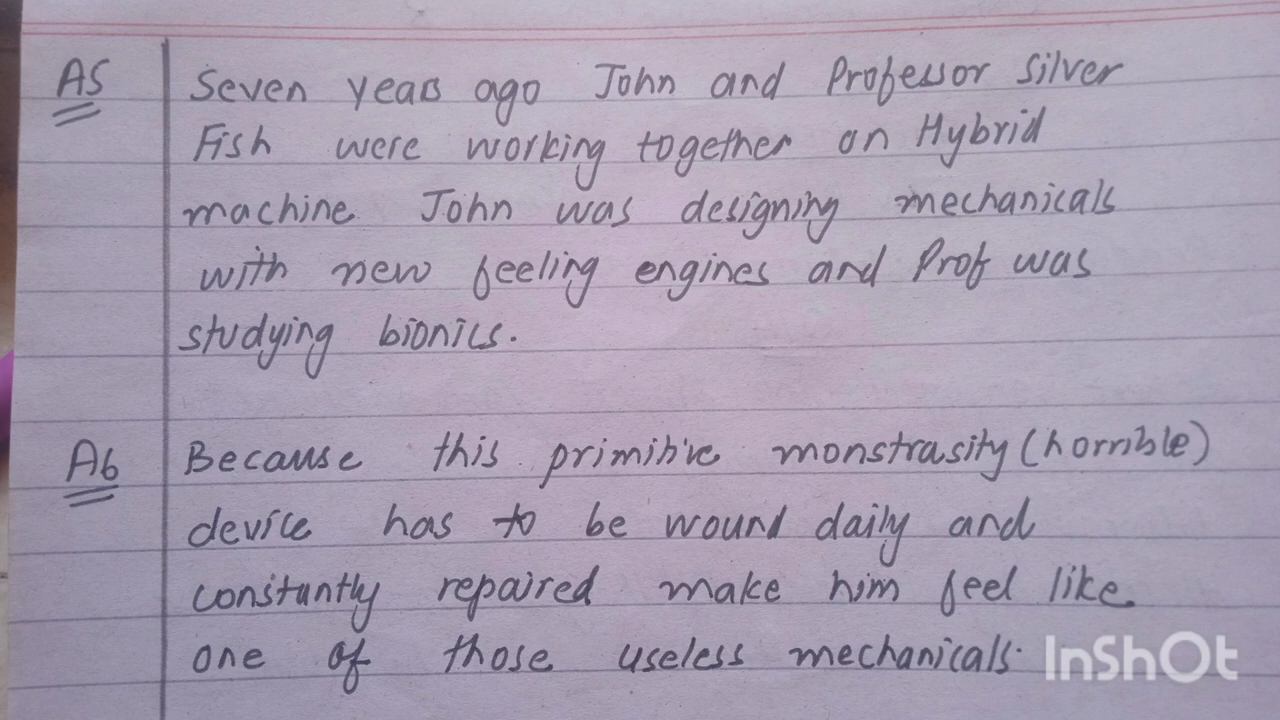 A5 Seven years ago John and Professor Silver
Fish were working together on Hybrid
machine John was designing mechanicals
with new feeling engines and Prof was
studying bionics.
A6 Because this primitive monstrasity (horrible)
device has to be wound daily and
constantly repaired make him feel like
one of those useless mechanicals.
InShOt